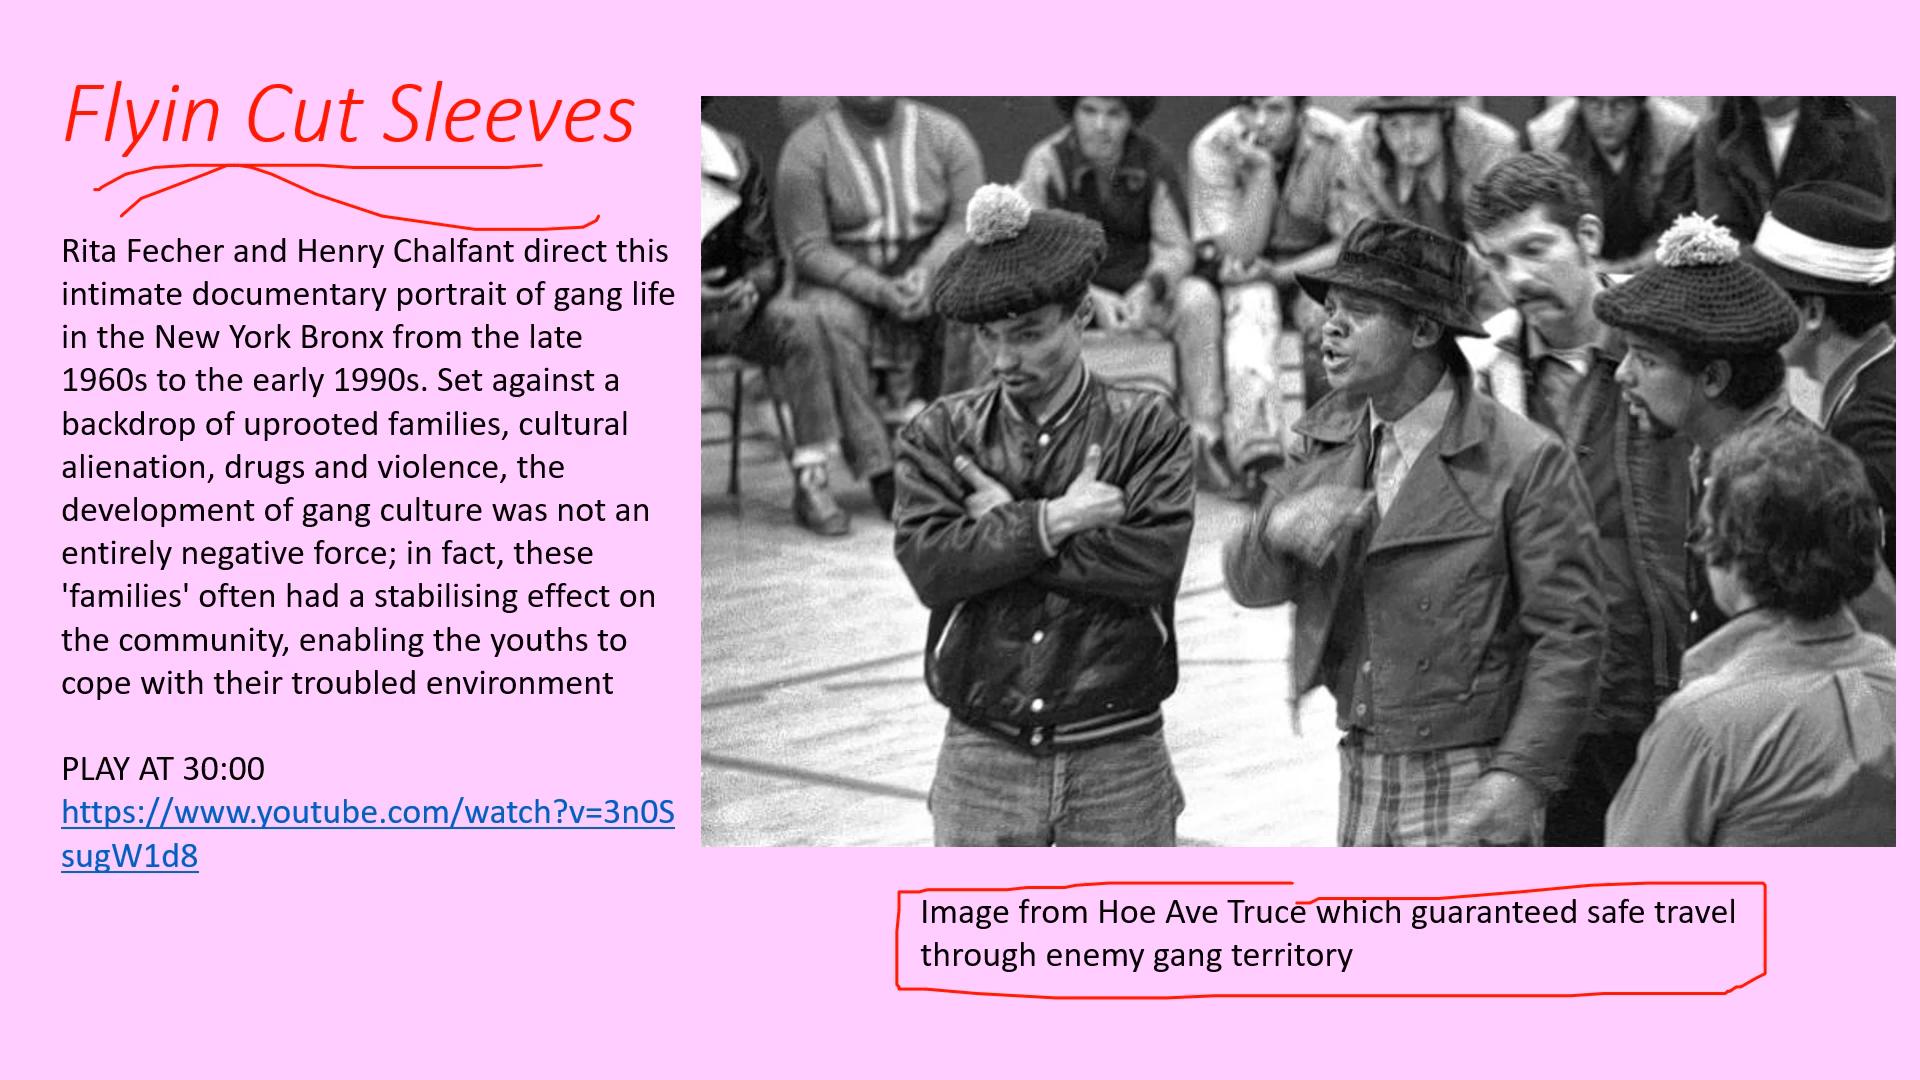 Flyin Cut Sleeves
Rita Fecher and Henry Chalfant direct this
intimate documentary portrait of gang life
in the New York Bronx from the late
1960s to the early 1990s. Set against a
backdrop of uprooted families, cultural
alienation, drugs and violence, the
development of gang culture was not an
entirely negative force; in fact, these
'families' often had a stabilising effect on
the community, enabling the youths to
cope with their troubled environment
PLAY AT 30:00
https://www.youtube.com/watch?v=3n0S
sugW1d8
Image from Hoe Ave Truce which guaranteed safe travel
through enemy gang territory